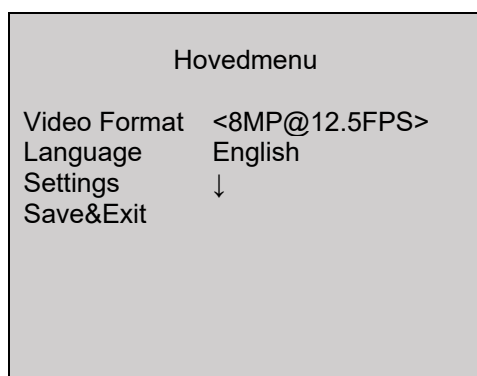 Hovedmenu
Video Format <8MP@12.5FPS>
Language English
Settings ↓
Save&Exit